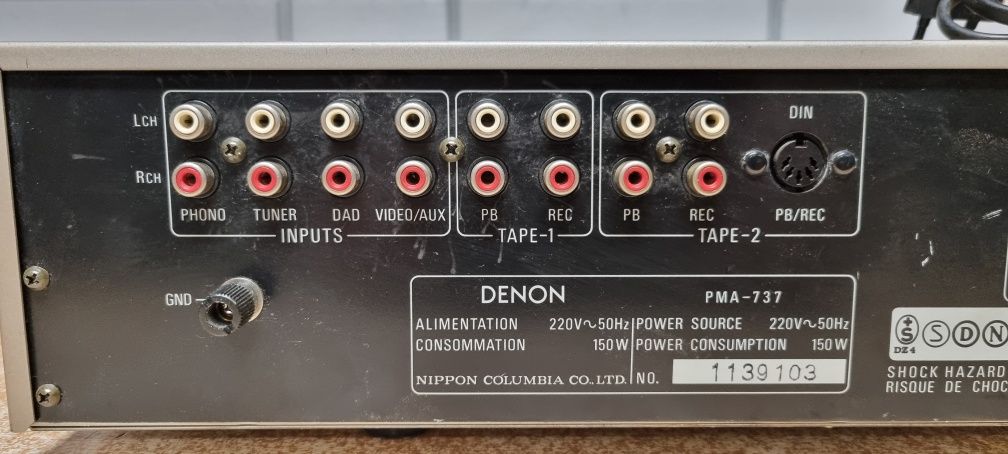 LCH
RCH
PHONO TUNER DAD VIDEO/AUX PB REC PB REC DIN PB/REC
INPUTS TAPE-1 TAPE-2
GND
DENON PMA-737
ALIMENTATION 220V~50Hz POWER SOURCE 220V~50Hz
CONSOMMATION 150W POWER CONSUMPTION 150W
NIPPON COLUMBIA CO.,LTD. NO. 1139103
S S D N
DZ4
SHOCK HAZARD
RISQUE DE CHOC